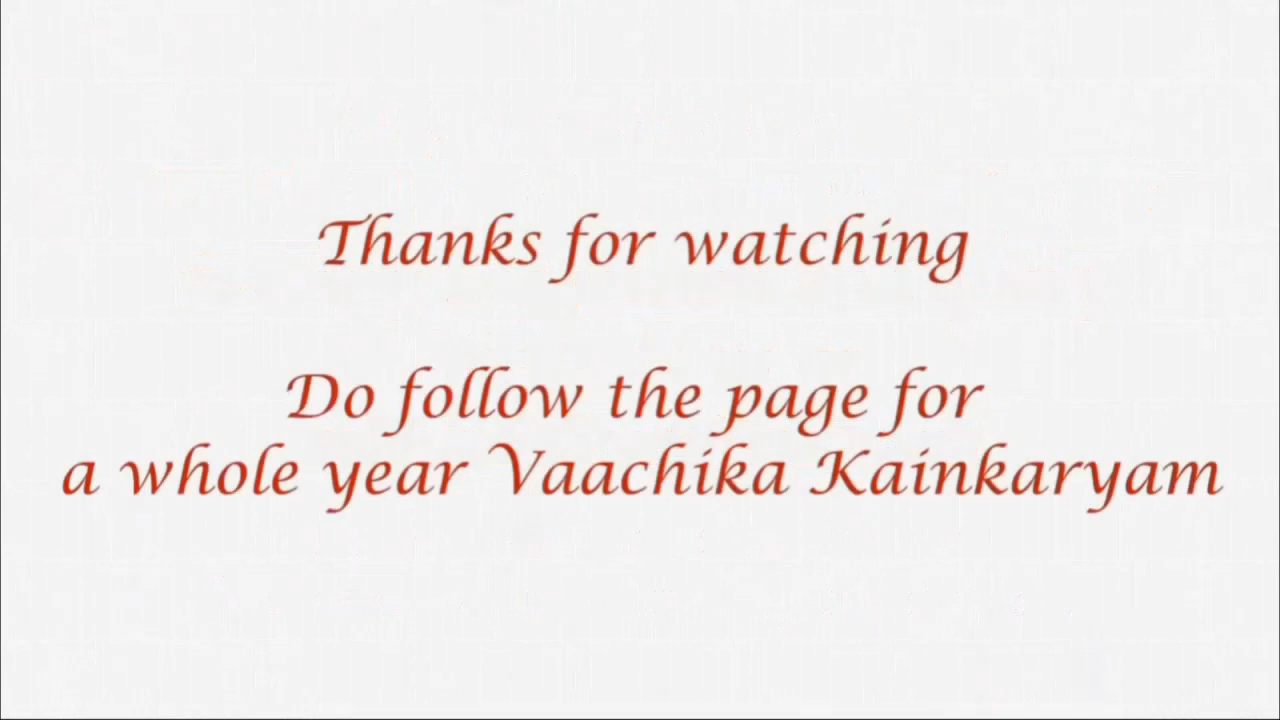 Thanks for watching
Do follow the page for
a whole year Vaachika Kainkaryam